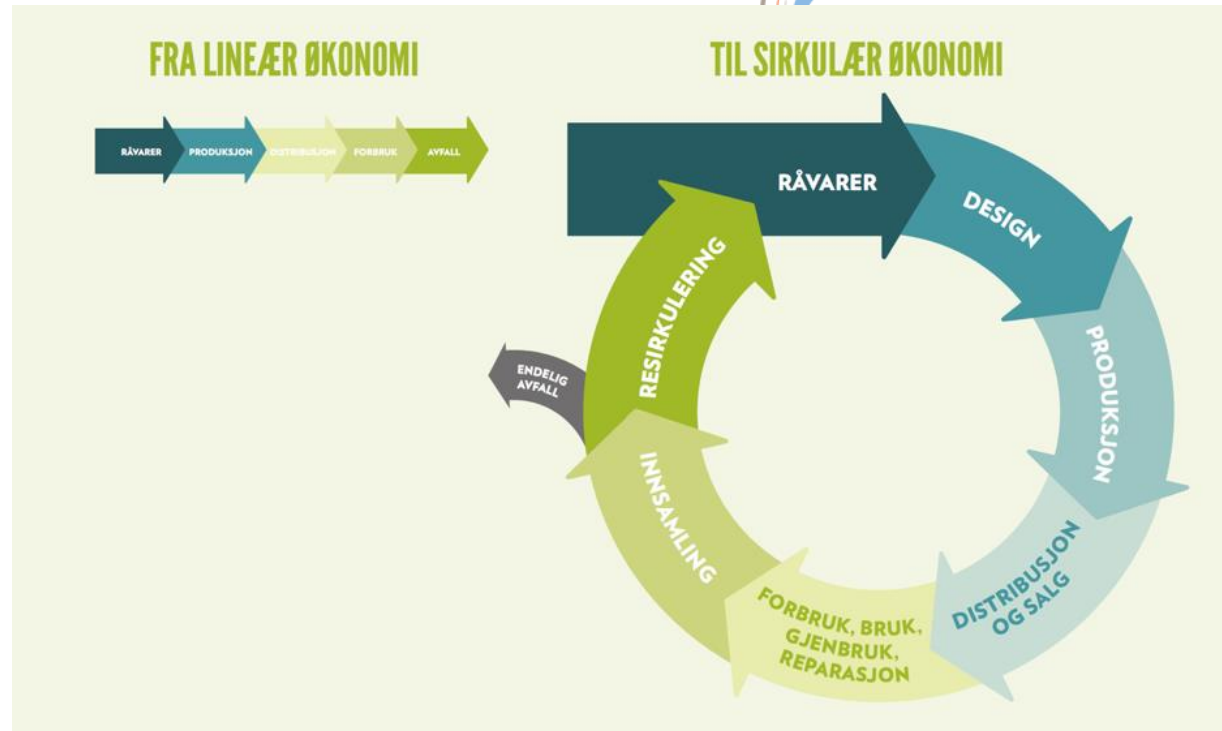 FRA LINEÆR ØKONOMI
RÅVARER
PRODUKSJON
DISTRIBUSJON
FORBRUK
AVFALL
TIL SIRKULÆR ØKONOMI
RÅVARER
DESIGN
PRODUKSJON
DISTRIBUSJON
OG SALG
FORBRUK, BRUK,
GJENBRUK,
REPARASJON
INNSAMLING
RESIRKULERING
ENDELIG
AVFALL